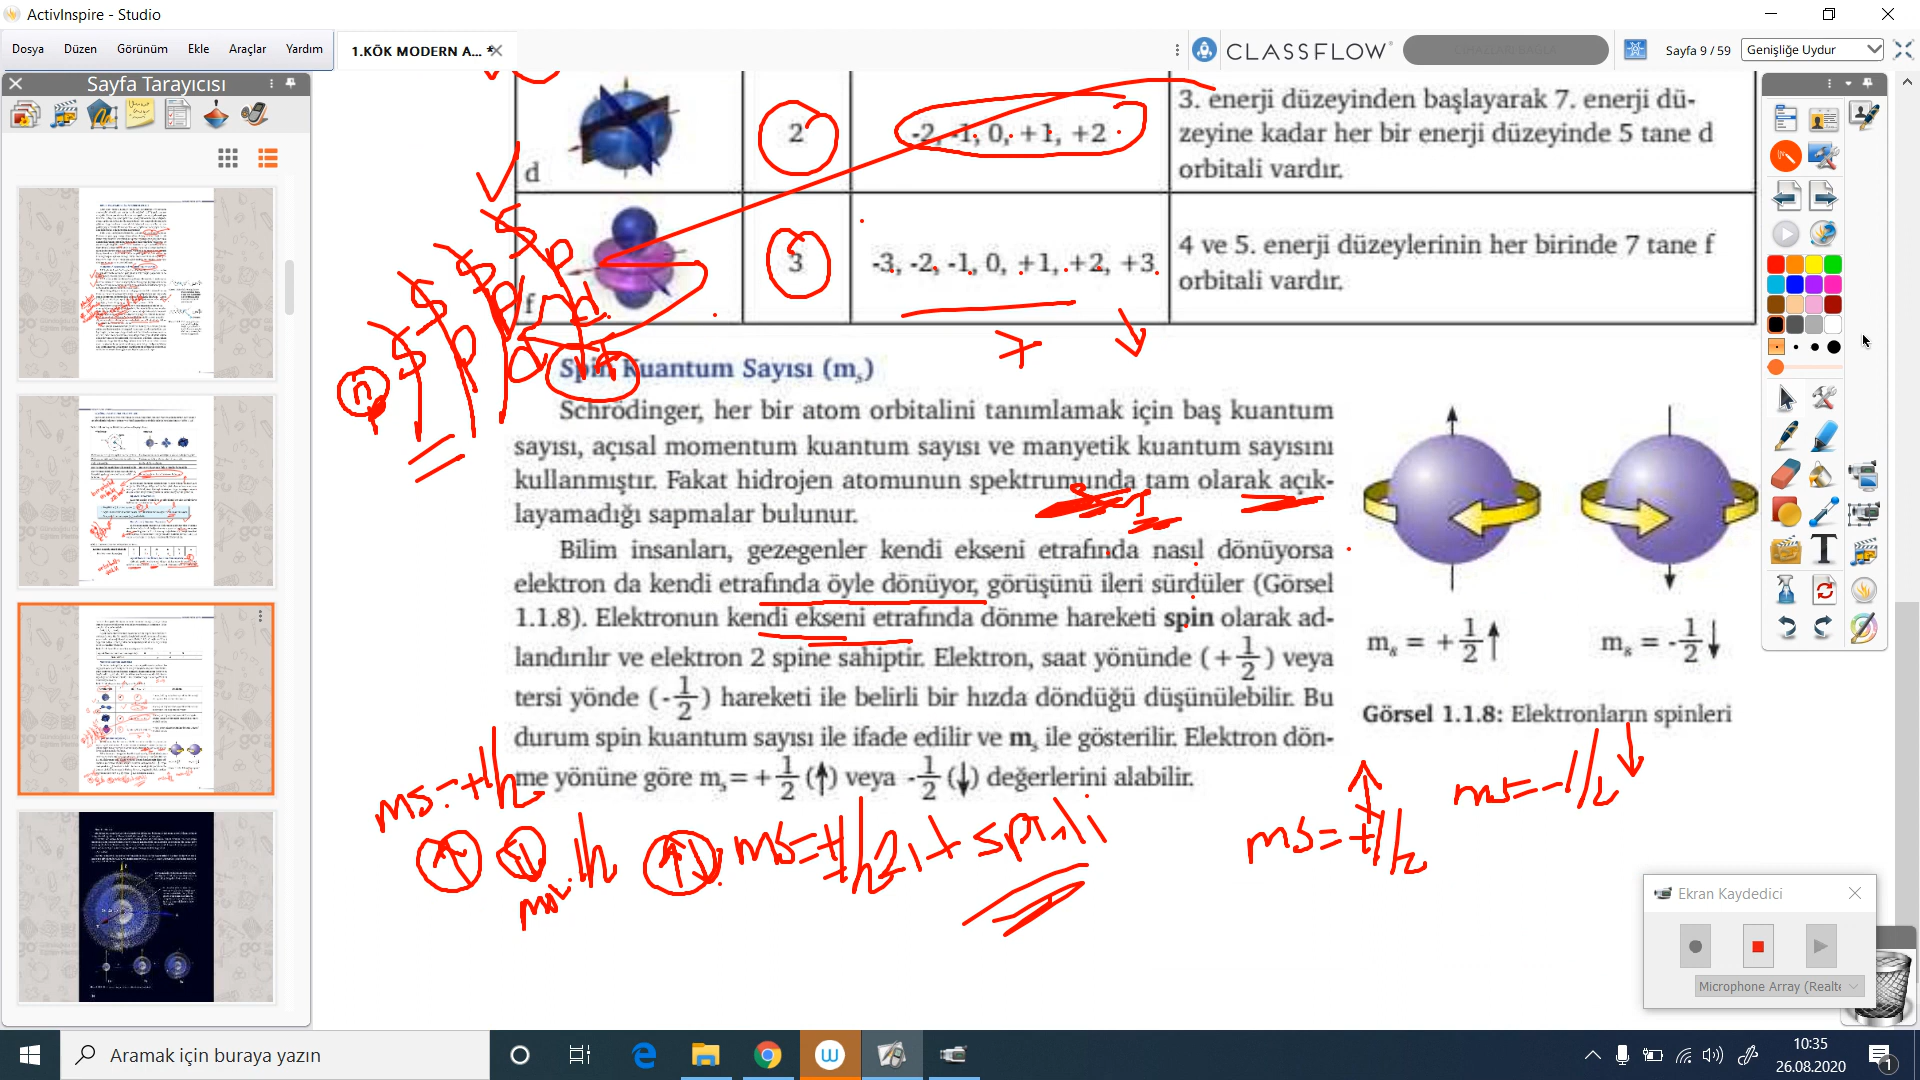 ActivInspire - Studio
Dosya Düzen Görünüm Ekle Araçlar Yardım
1.KÖK MODERN A... *
CLASSFLOW
Sayfa 9 / 59
Genişliğe Uydur
Sayfa Tarayıcısı
d
2
-2, -1, 0, +1, +2
3. enerji düzeyinden başlayarak 7. enerji dü-
zeyine kadar her bir enerji düzeyinde 5 tane d
orbitali vardır.
f
3
-3, -2, -1, 0, +1, +2, +3
4 ve 5. enerji düzeylerinin her birinde 7 tane f
orbitali vardır.
7
n
Spin Kuantum Sayısı (mₛ)
Schrödinger, her bir atom orbitalini tanımlamak için baş kuantum
sayısı, açısal momentum kuantum sayısı ve manyetik kuantum sayısını
kullanmıştır. Fakat hidrojen atomunun spektrumunda tam olarak açık-
layamadığı sapmalar bulunur.
Bilim insanları, gezegenler kendi ekseni etrafında nasıl dönüyorsa
elektron da kendi etrafında öyle dönüyor, görüşünü ileri sürdüler (Görsel
1.1.8). Elektronun kendi ekseni etrafında dönme hareketi spin olarak ad-
landırılır ve elektron 2 spine sahiptir. Elektron, saat yönünde (+1/2) veya
tersi yönde (-1/2) hareketi ile belirli bir hızda döndüğü düşünülebilir. Bu
durum spin kuantum sayısı ile ifade edilir ve mₛ ile gösterilir. Elektron dön-
me yönüne göre mₛ = +1/2 (↑) veya -1/2 (↓) değerlerini alabilir.
mₛ = +1/2 ↑
mₛ = -1/2 ↓
Görsel 1.1.8: Elektronların spinleri
ms=+1/2
ms=-1/2
ms=+1/2
Ekran Kaydedici
Microphone Array (Realte
Aramak için buraya yazın
10:35
26.08.2020
1